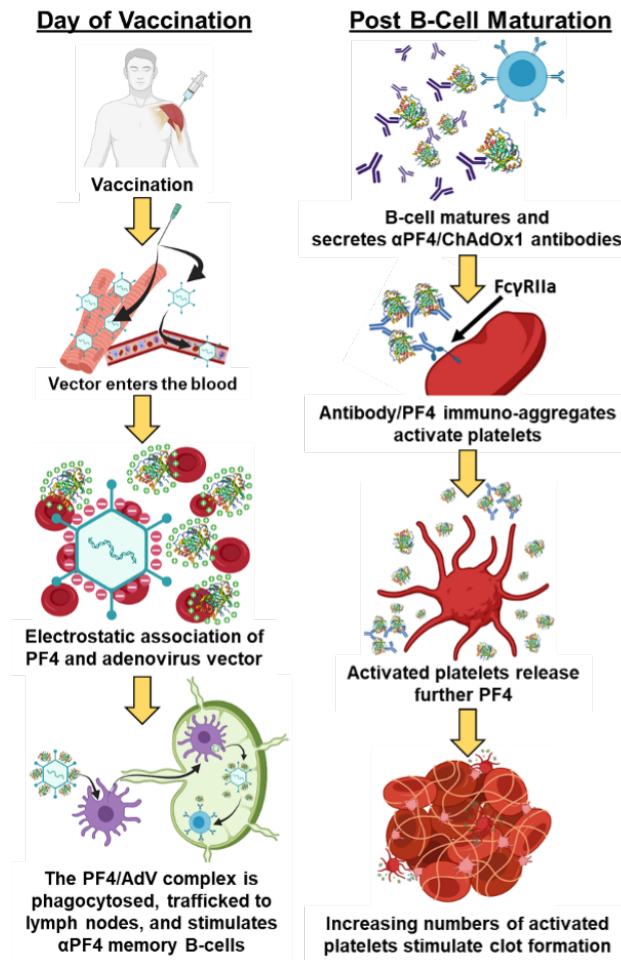 Day of Vaccination
Vaccination
Vector enters the blood
Electrostatic association of
PF4 and adenovirus vector
The PF4/AdV complex is
phagocytosed, trafficked to
lymph nodes, and stimulates
αPF4 memory B-cells
Post B-Cell Maturation
B-cell matures and
secretes αPF4/ChAdOx1 antibodies
FcγRIIa
Antibody/PF4 immuno-aggregates
activate platelets
Activated platelets release
further PF4
Increasing numbers of activated
platelets stimulate clot formation